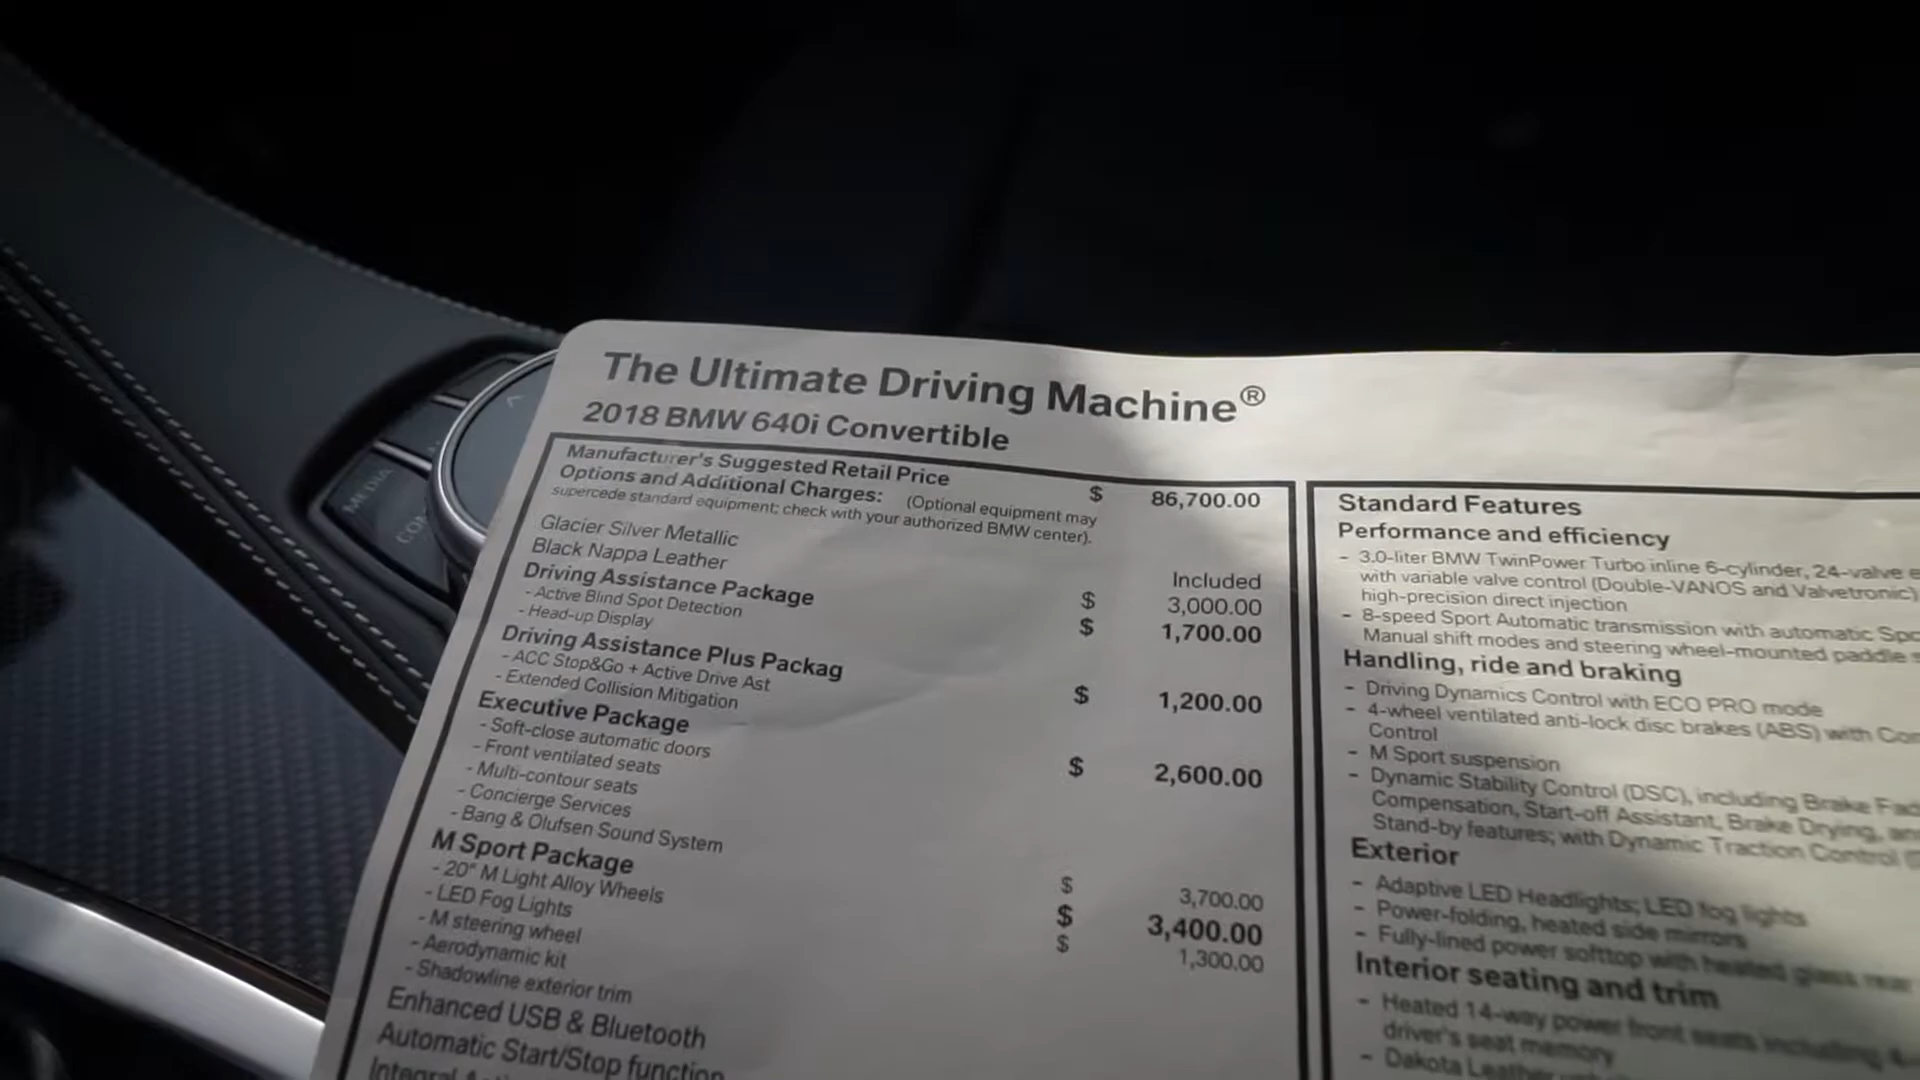 The Ultimate Driving Machine®
2018 BMW 640i Convertible
Manufacturer's Suggested Retail Price $ 86,700.00
Options and Additional Charges: (Optional equipment may
supercede standard equipment; check with your authorized BMW center).
Glacier Silver Metallic Included
Black Nappa Leather $ 3,000.00
Driving Assistance Package $ 1,700.00
- Active Blind Spot Detection
- Head-up Display
Driving Assistance Plus Packag $ 1,200.00
- ACC Stop&Go + Active Drive Ast
- Extended Collision Mitigation
Executive Package $ 2,600.00
- Soft-close automatic doors
- Front ventilated seats
- Multi-contour seats
- Concierge Services
- Bang & Olufsen Sound System $ 3,700.00
M Sport Package $ 3,400.00
- 20" M Light Alloy Wheels $ 1,300.00
- LED Fog Lights
- M steering wheel
- Aerodynamic kit
- Shadowline exterior trim
Enhanced USB & Bluetooth
Automatic Start/Stop function
Integral
Standard Features
Performance and efficiency
- 3.0-liter BMW TwinPower Turbo inline 6-cylinder, 24-valve
with variable valve control (Double-VANOS and Valvetronic)
high-precision direct injection
- 8-speed Sport Automatic transmission with automatic
Manual shift modes and steering wheel-mounted paddle
Handling, ride and braking
- Driving Dynamics Control with ECO PRO mode
- 4-wheel ventilated anti-lock disc brakes (ABS) with
Control
- M Sport suspension
- Dynamic Stability Control (DSC), including Brake
Compensation, Start-off Assistant, Brake Drying,
Stand-by features; with Dynamic Traction Control
Exterior
- Adaptive LED Headlights; LED fog lights
- Power-folding, heated side mirrors
- Fully-lined power softtop with heated glass rear
Interior seating and trim
- Heated 14-way power front seats including
driver's seat memory
- Dakota Leather
MEDIA